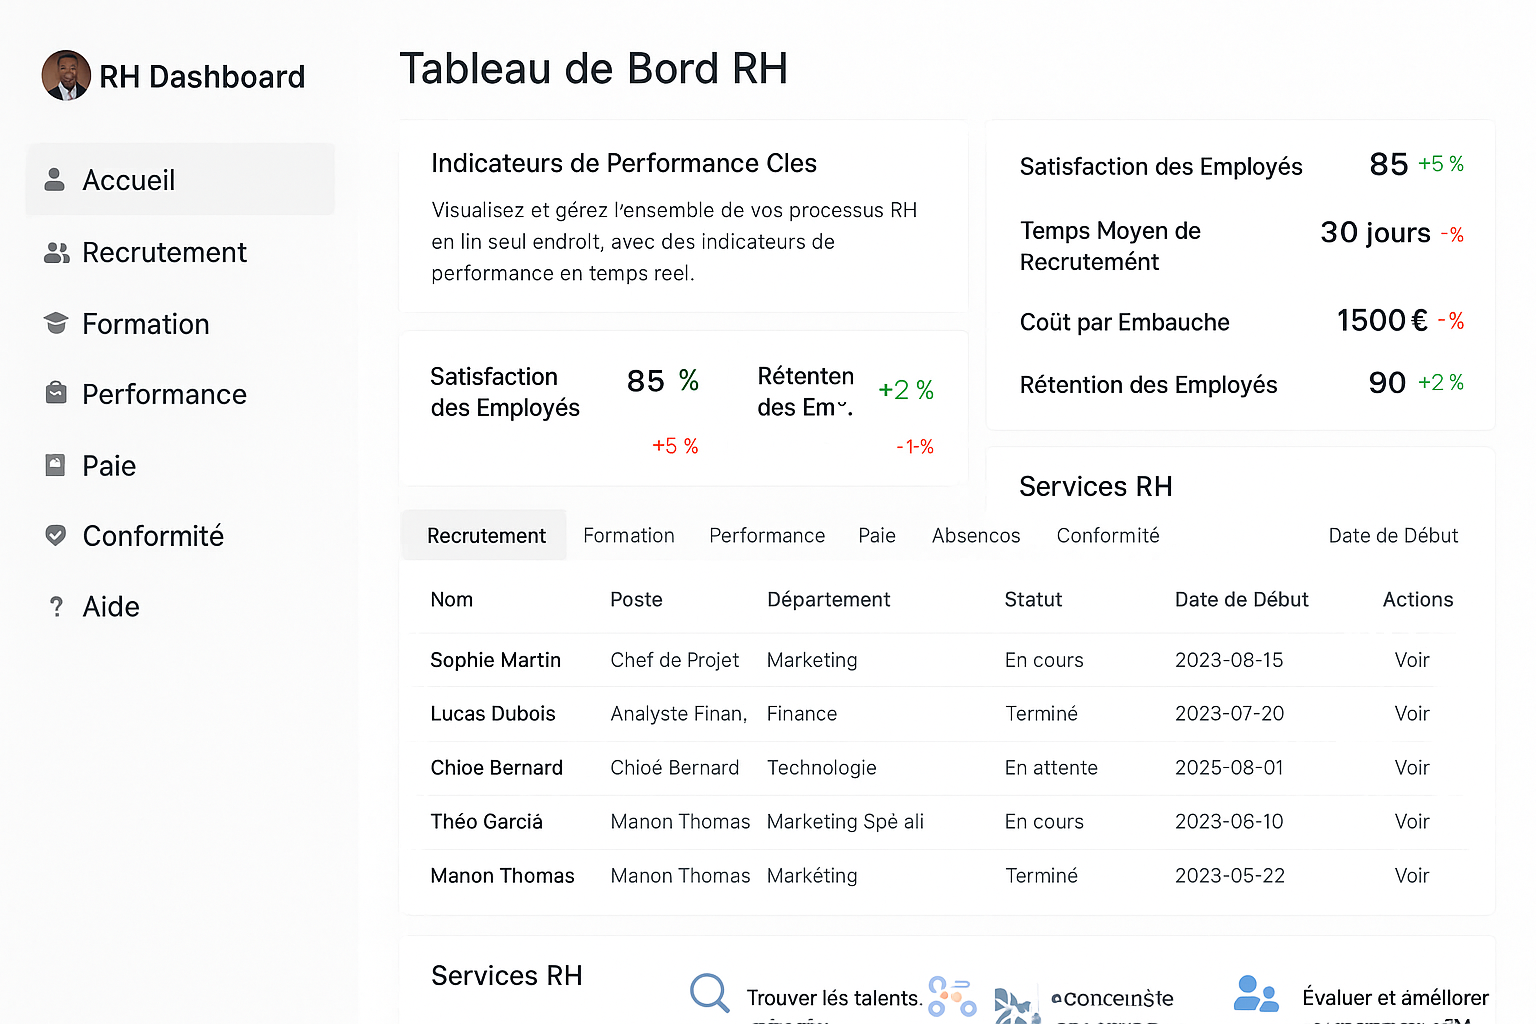 RH Dashboard
Accueil
Recrutement
Formation
Performance
Paie
Conformité
? Aide
Tableau de Bord RH
Indicateurs de Performance Cles
Visualisez et gérez l'ensemble de vos processus RH
en lin seul endrolt, avec des indicateurs de
performance en temps reel.
Satisfaction
des Employés
85 %
+5 %
Rétenten
des Em
+2 %
-1-%
Satisfaction des Employés 85 +5 %
Temps Moyen de
Recrutemént
30 jours -%
Coüt par Embauche 1500 € -%
Rétention des Employés 90 +2 %
Services RH
Recrutement Formation Performance Paie Absencos Conformité Date de Début
Nom Poste Département Statut Date de Début Actions
Sophie Martin Chef de Projet Marketing En cours 2023-08-15 Voir
Lucas Dubois Analyste Finan, Finance Terminé 2023-07-20 Voir
Chioe Bernard Chioé Bernard Technologie En attente 2025-08-01 Voir
Théo Garciá Manon Thomas Marketing Spė ali En cours 2023-06-10 Voir
Manon Thomas Manon Thomas Markéting Terminé 2023-05-22 Voir
Services RH
Trouver lés talents.
Évaluer et áméllorer